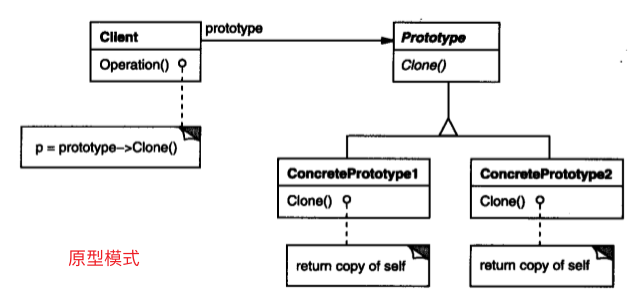 Client
Operation()
prototype
Prototype
Clone()
p = prototype->Clone()
ConcretePrototype1
Clone()
ConcretePrototype2
Clone()
return copy of self
return copy of self
原型模式